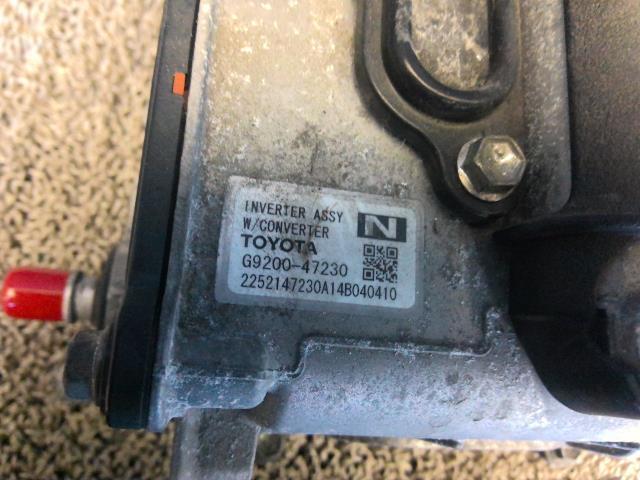 INVERTER ASSY
W/CONVERTER
N
TOYOTA
G9200-47230
2252147230A14B040410